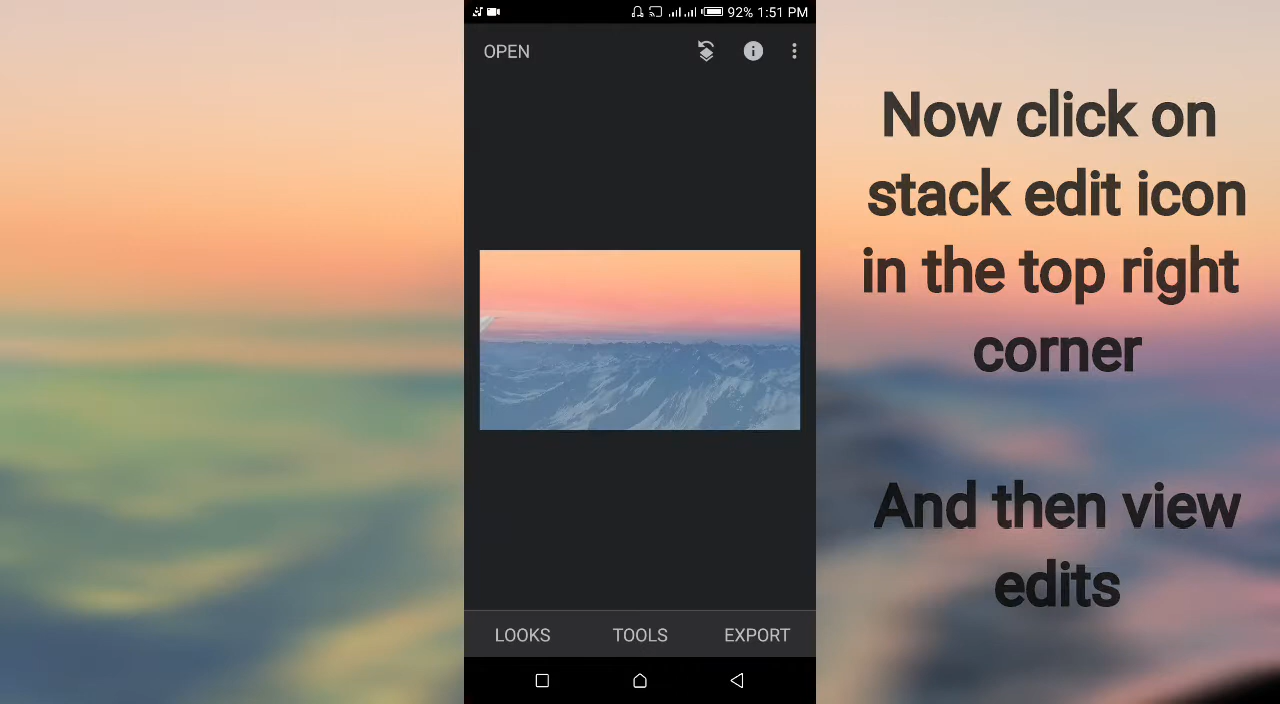 92% 1:51 PM
OPEN
Now click on
stack edit icon
in the top right
corner
And then view
edits
LOOKS TOOLS EXPORT